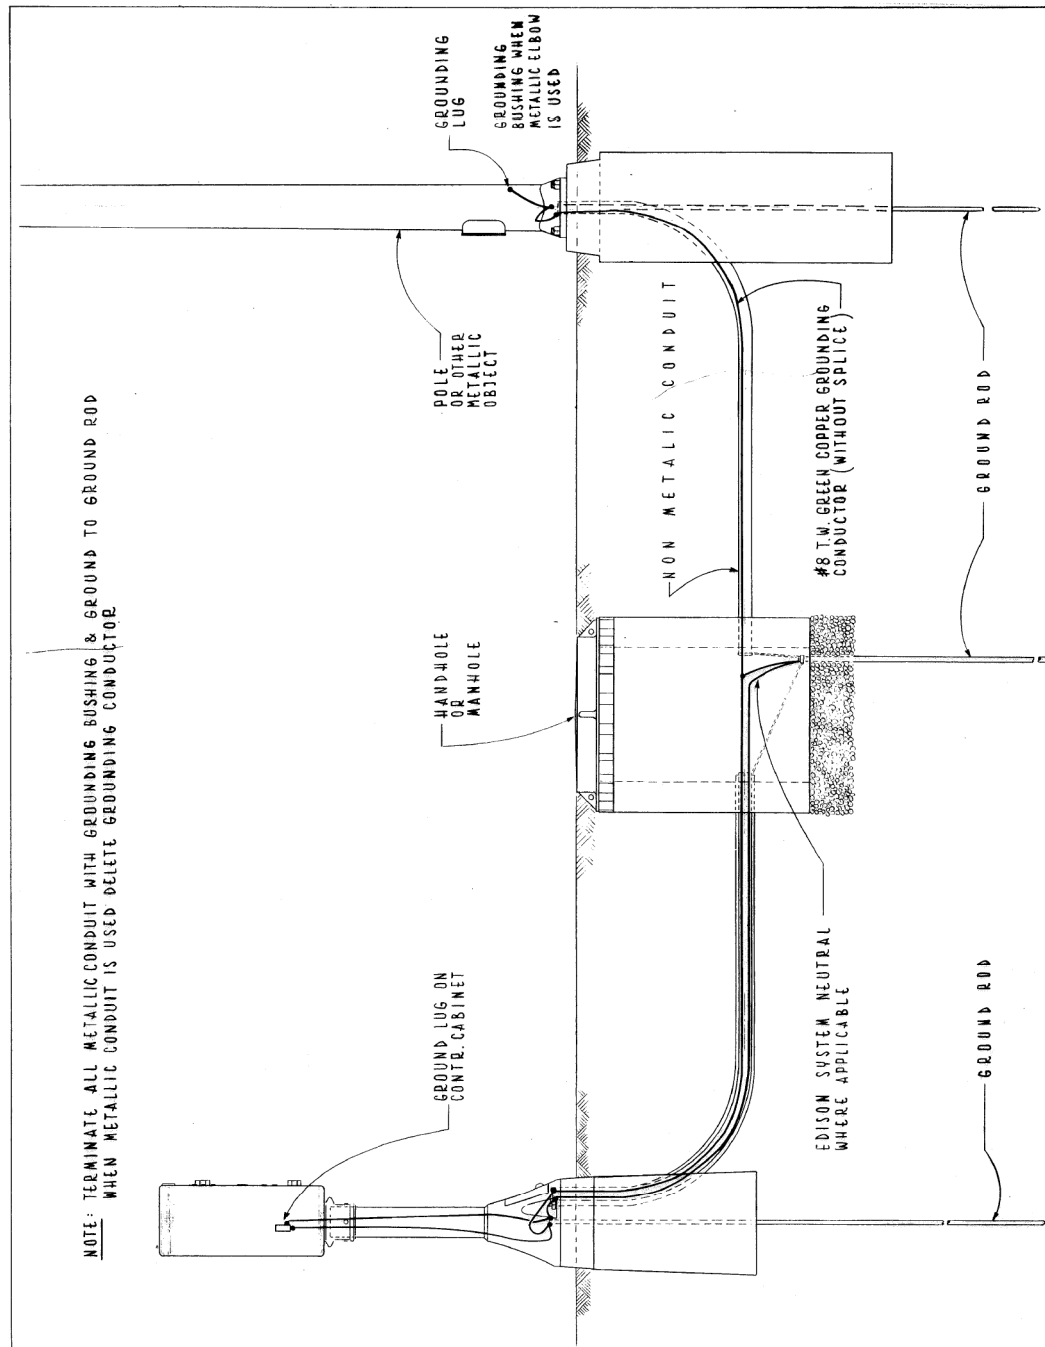 NOTE: TERMINATE ALL METALLIC CONDUIT WITH GROUNDING BUSHING & GROUND TO GROUND ROD
WHEN METALLIC CONDUIT IS USED DELETE GROUNDING CONDUCTOR
GROUND LUG ON
CONTR. CABINET
HANDHOLE
OR
MANHOLE
POLE
OR OTHER
METALLIC
OBJECT
GROUNDING
LUG
GROUNDING
BUSHING WHEN
METALLIC ELBOW
IS USED
NON METALIC CONDUIT
#8 T.W. GREEN COPPER GROUNDING
CONDUCTOR (WITHOUT SPLICE)
EDISON SYSTEM NEUTRAL
WHERE APPLICABLE
GROUND ROD
GROUND ROD